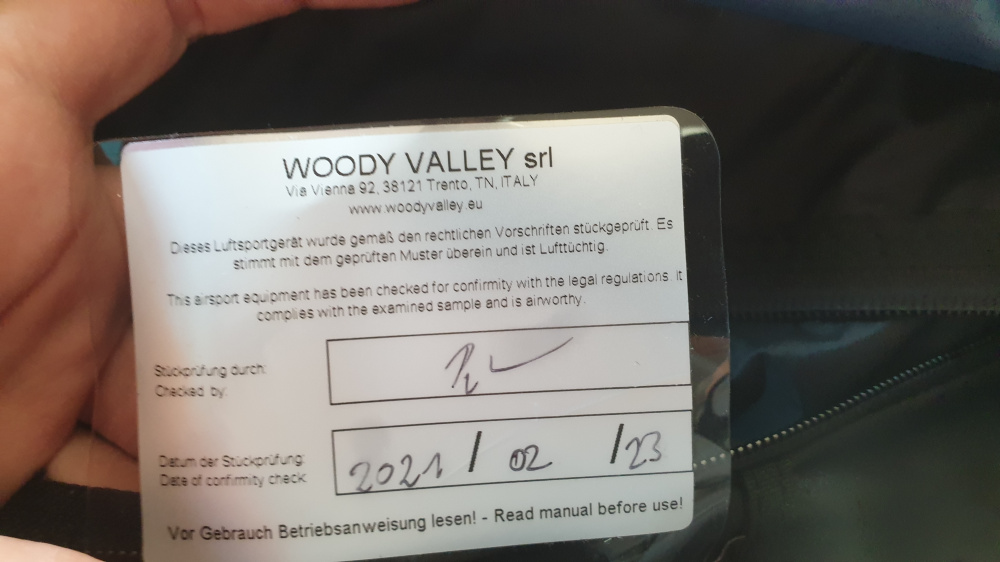 WOODY VALLEY srl
Via Vienna 92, 38121 Trento, TN, ITALY
www.woodyvalley.eu
Dieses Luftsportgerät wurde gemäß den rechtlichen Vorschriften stückgeprüft. Es
stimmt mit dem geprüften Muster überein und ist Lufttüchtig.
This airsport equipment has been checked for confirmity with the legal regulations. It
complies with the examined sample and is airworthy.
Stückprüfung durch:
Checked by:
Datum der Stückprüfung:
Date of confirmity check:
2021 / 02 / 23
Vor Gebrauch Betriebsanweisung lesen! - Read manual before use!